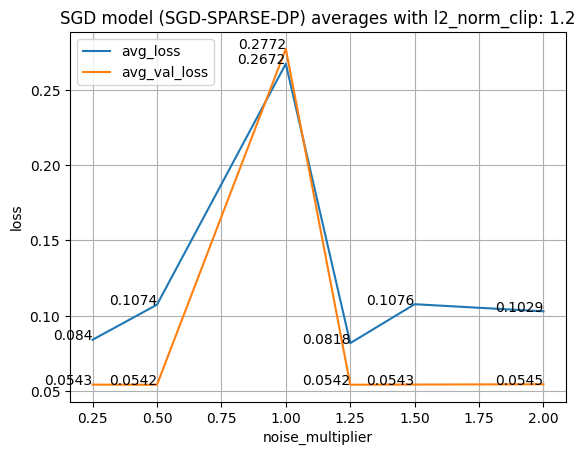 SGD model (SGD-SPARSE-DP) averages with l2_norm_clip: 1.2
avg_loss
avg_val_loss
0.2772
0.2672
0.1074
0.084
0.0543
0.0542
0.0818
0.1076
0.1029
0.0542
0.0543
0.0545
loss
0.25
0.20
0.15
0.10
0.05
0.25 0.50 0.75 1.00 1.25 1.50 1.75 2.00
noise_multiplier